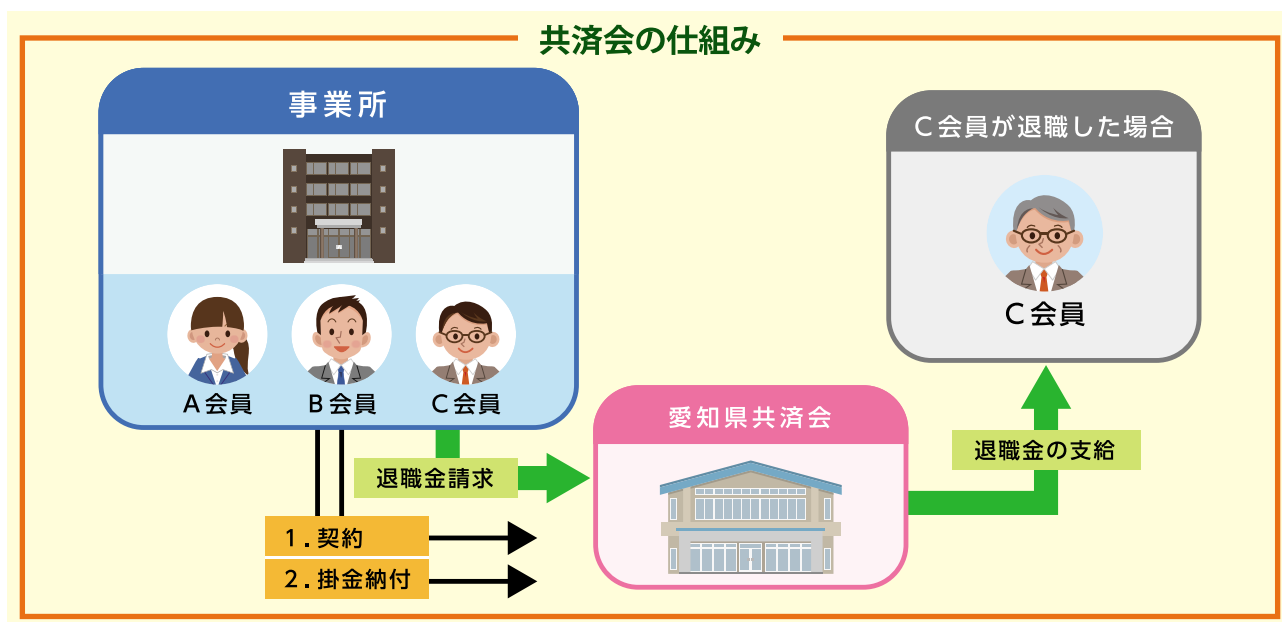 共済会の仕組み
事業所
A会員
B会員
C会員
C会員が退職した場合
C会員
退職金請求
1.契約
2.掛金納付
愛知県共済会
退職金の支給